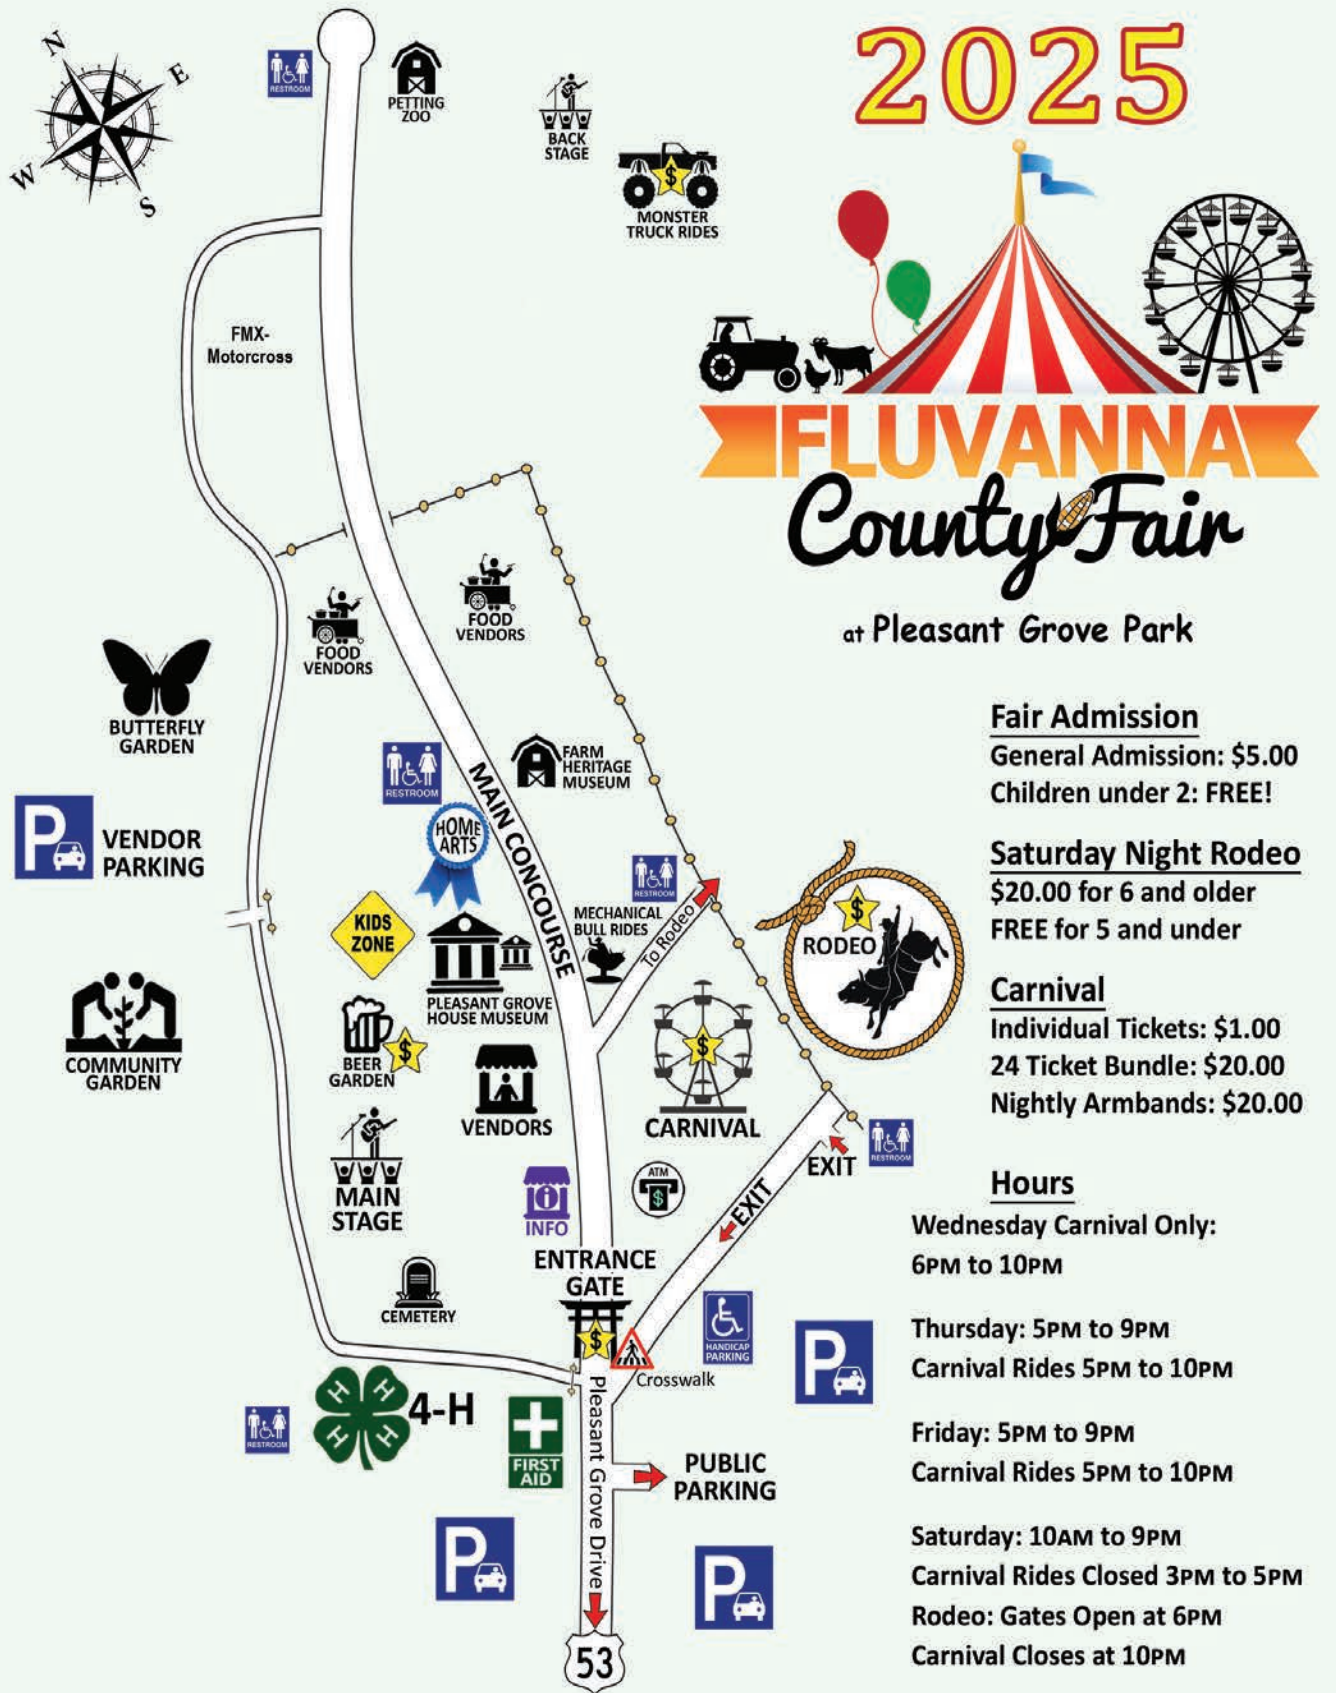 N
E
W
S
RESTROOM
PETTING
ZOO
BACK
STAGE
$
MONSTER
TRUCK RIDES
2025
FLUVANNA
County Fair
at Pleasant Grove Park
FMX-
Motorcross
FOOD
VENDORS
FOOD
VENDORS
BUTTERFLY
GARDEN
P
VENDOR
PARKING
RESTROOM
MAIN CONCOURSE
FARM
HERITAGE
MUSEUM
HOME
ARTS
KIDS
ZONE
PLEASANT GROVE
HOUSE MUSEUM
RESTROOM
MECHANICAL
BULL RIDES
To Rodeo
$
RODEO
COMMUNITY
GARDEN
BEER
GARDEN
$
VENDORS
$
CARNIVAL
MAIN
STAGE
INFO
ATM
$
EXIT
EXIT
RESTROOM
ENTRANCE
GATE
$
CEMETERY
Crosswalk
HANDICAP
PARKING
P
RESTROOM
H H
H H
4-H
FIRST
AID
Pleasant Grove Drive
PUBLIC
PARKING
P
P
53
Fair Admission
General Admission: $5.00
Children under 2: FREE!
Saturday Night Rodeo
$20.00 for 6 and older
FREE for 5 and under
Carnival
Individual Tickets: $1.00
24 Ticket Bundle: $20.00
Nightly Armbands: $20.00
Hours
Wednesday Carnival Only:
6PM to 10PM
Thursday: 5PM to 9PM
Carnival Rides 5PM to 10PM
Friday: 5PM to 9PM
Carnival Rides 5PM to 10PM
Saturday: 10AM to 9PM
Carnival Rides Closed 3PM to 5PM
Rodeo: Gates Open at 6PM
Carnival Closes at 10PM